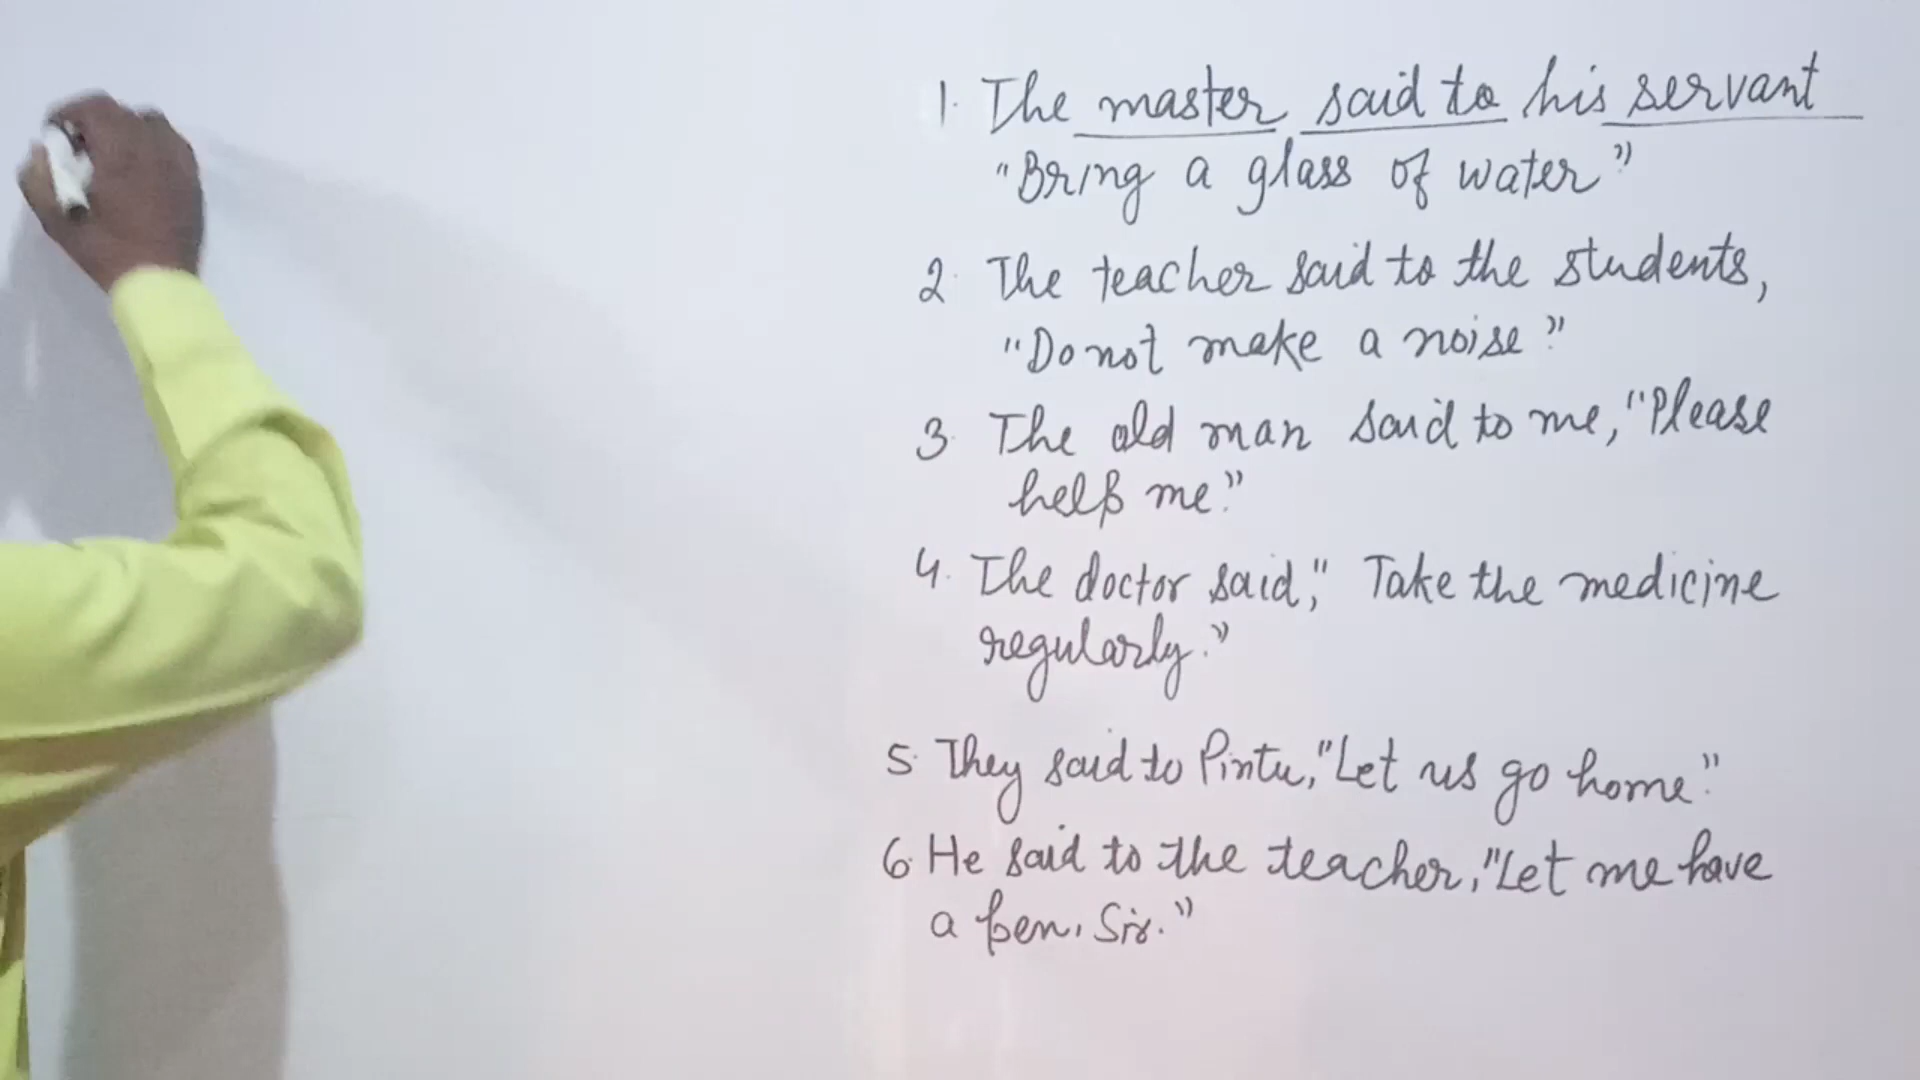 1. The master said to his servant
"Bring a glass of water"
2. The teacher said to the students,
"Do not make a noise"
3. The old man said to me, "Please
help me."
4. The doctor said," Take the medicine
regularly."
5. They said to Pintu, "Let us go home."
6. He said to the teacher, "Let me have
a pen, Sir."